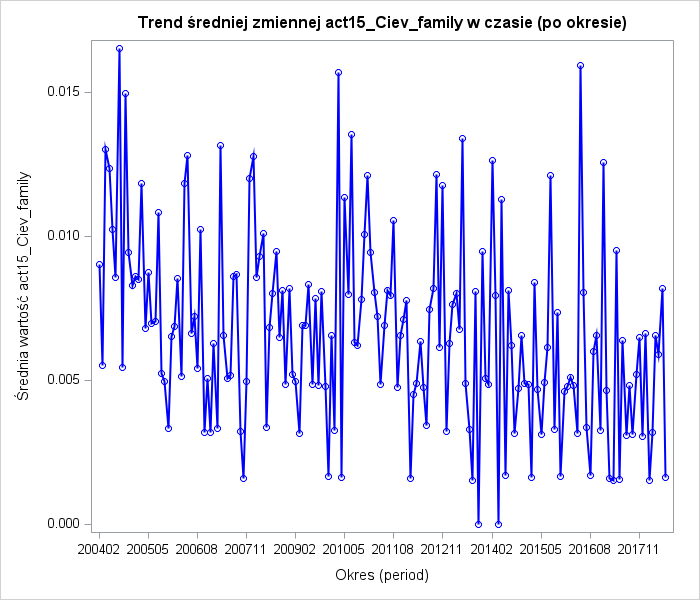 Trend średniej zmiennej act15_Ciev_family w czasie (po okresie)
Średnia wartość act15_Ciev_family
0.015
0.010
0.005
0.000
200402 200505 200608 200711 200902 201005 201108 201211 201402 201505 201608 201711
Okres (period)